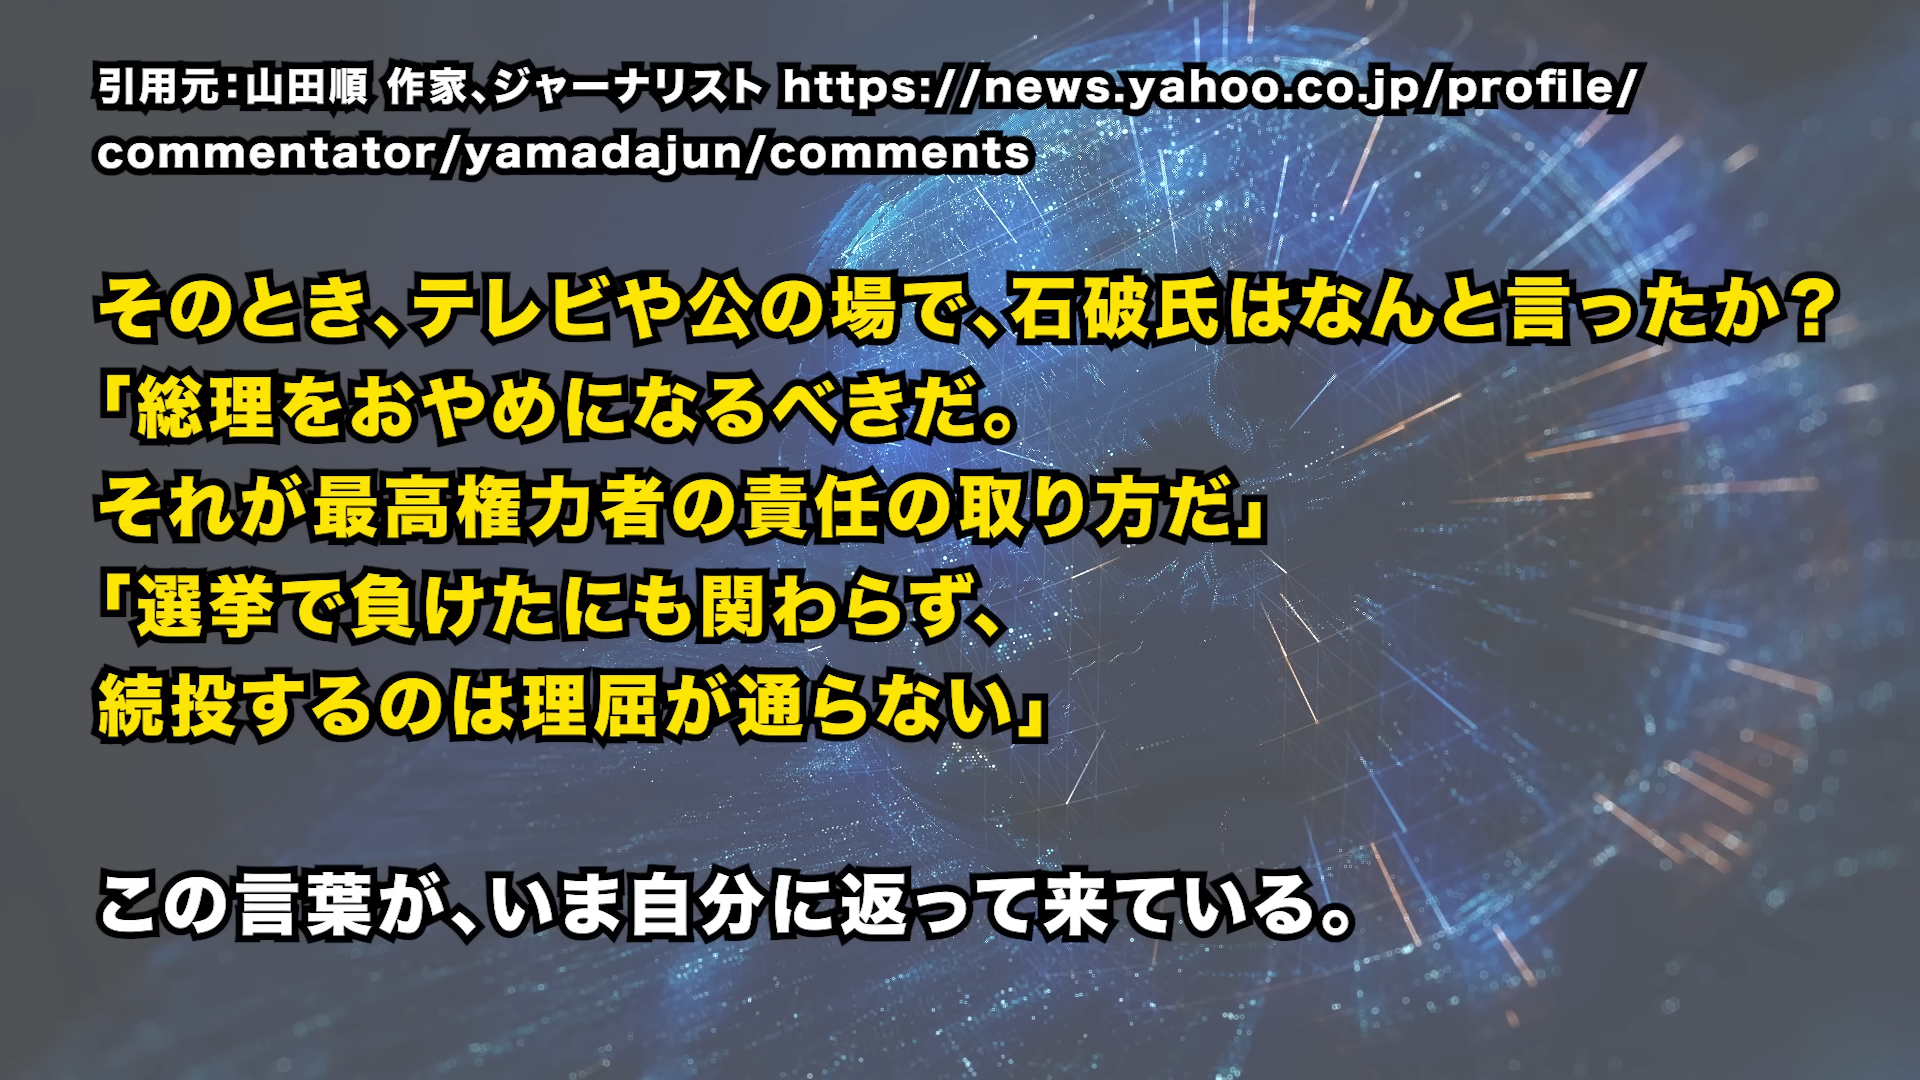 引用元：山田順 作家、ジャーナリスト https://news.yahoo.co.jp/profile/
commentator/yamadajun/comments
そのとき、テレビや公の場で、石破氏はなんと言ったか？
「総理をおやめになるべきだ。
それが最高権力者の責任の取り方だ」
「選挙で負けたにも関わらず、
続投するのは理屈が通らない」
この言葉が、いま自分に返って来ている。